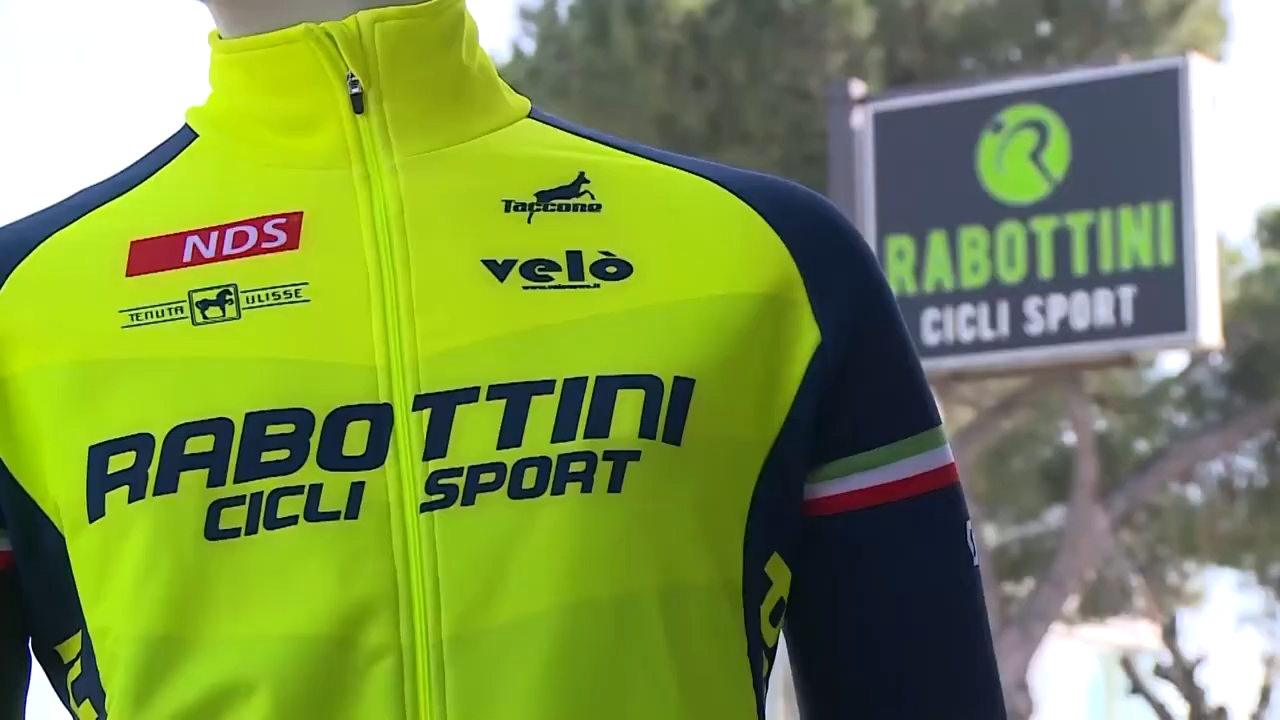 NDS
TENUTA ULISSE
Taccone
velò
RABOTTINI
CICLI SPORT
RABOTTINI
CICLI SPORT